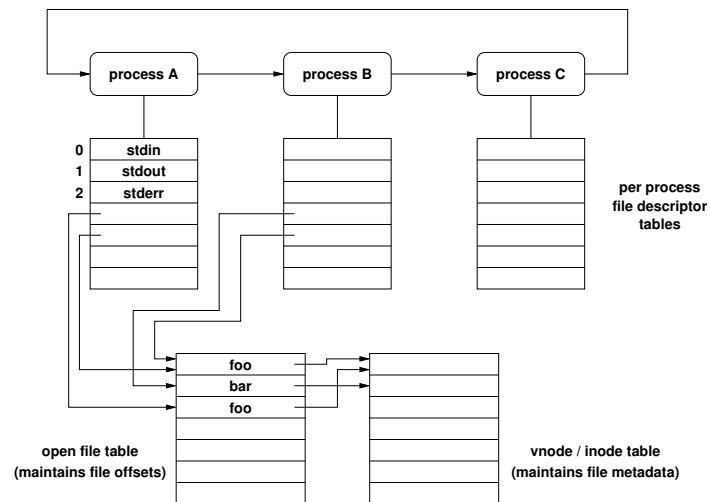 process A
process B
process C
0
stdin
1
stdout
2
stderr
per process
file descriptor
tables
foo
bar
foo
open file table
(maintains file offsets)
vnode / inode table
(maintains file metadata)